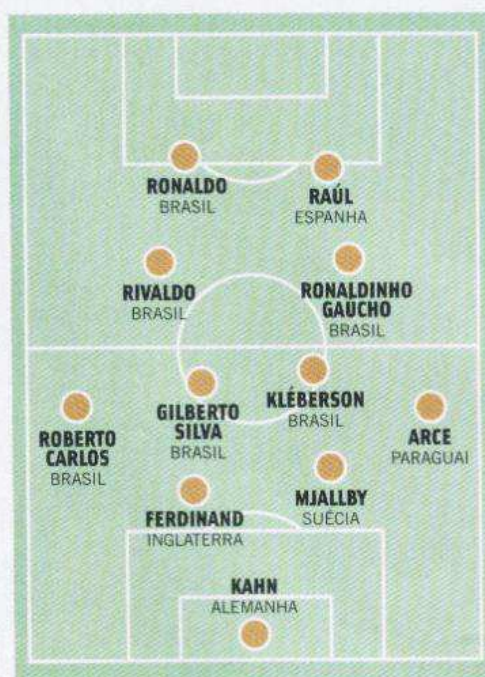 RONALDO
BRASIL
RAÚL
ESPANHA
RIVALDO
BRASIL
RONALDINHO
GAÚCHO
BRASIL
ROBERTO
CARLOS
BRASIL
GILBERTO
SILVA
BRASIL
KLÉBERSON
BRASIL
ARCE
PARAGUAI
FERDINAND
INGLATERRA
MJALLBY
SUÉCIA
KAHN
ALEMANHA